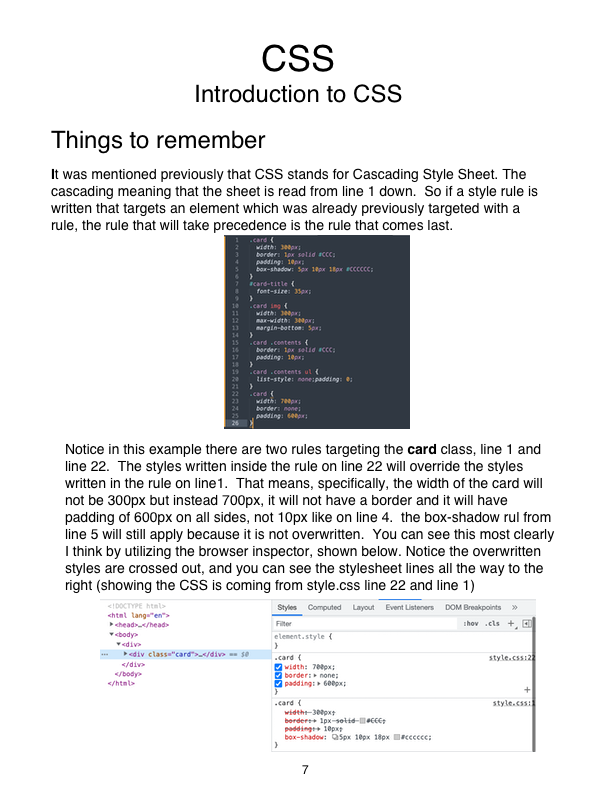 CSS
Introduction to CSS
Things to remember
It was mentioned previously that CSS stands for Cascading Style Sheet. The
cascading meaning that the sheet is read from line 1 down.  So if a style rule is
written that targets an element which was already previously targeted with a
rule, the rule that will take precedence is the rule that comes last.
1 .card {
2 width: 300px;
3 border: 1px solid #CCC;
4 padding: 10px;
5 box-shadow: 5px 10px 18px #CCCCCC;
6 }
7 #card-title {
8 font-size: 35px;
9 }
10 .card img {
11 width: 300px;
12 max-width: 300px;
13 margin-bottom: 5px;
14 }
15 .card .contents {
16 border: 1px solid #CCC;
17 padding: 10px;
18 }
19 .card .contents ul {
20 list-style: none;padding: 0;
21 }
22 .card {
23 width: 700px;
24 border: none;
25 padding: 600px;
26 }
Notice in this example there are two rules targeting the card class, line 1 and
line 22.  The styles written inside the rule on line 22 will override the styles
written in the rule on line1.  That means, specifically, the width of the card will
not be 300px but instead 700px, it will not have a border and it will have
padding of 600px on all sides, not 10px like on line 4.  the box-shadow rul from
line 5 will still apply because it is not overwritten.  You can see this most clearly
I think by utilizing the browser inspector, shown below. Notice the overwritten
styles are crossed out, and you can see the stylesheet lines all the way to the
right (showing the CSS is coming from style.css line 22 and line 1)
<!DOCTYPE html>
<html lang="en">
<head>…</head>
<body>
<div>
<div class="card">…</div> == $0
</div>
</body>
</html>
Styles Computed Layout Event Listeners DOM Breakpoints »
Filter :hov .cls +
element.style {
}
.card { style.css:22
width: 700px;
border: none;
padding: 600px;
}
.card { style.css:1
width: 300px;
border: 1px solid #CCC;
padding: 10px;
box-shadow: 5px 10px 18px #cccccc;
}
7